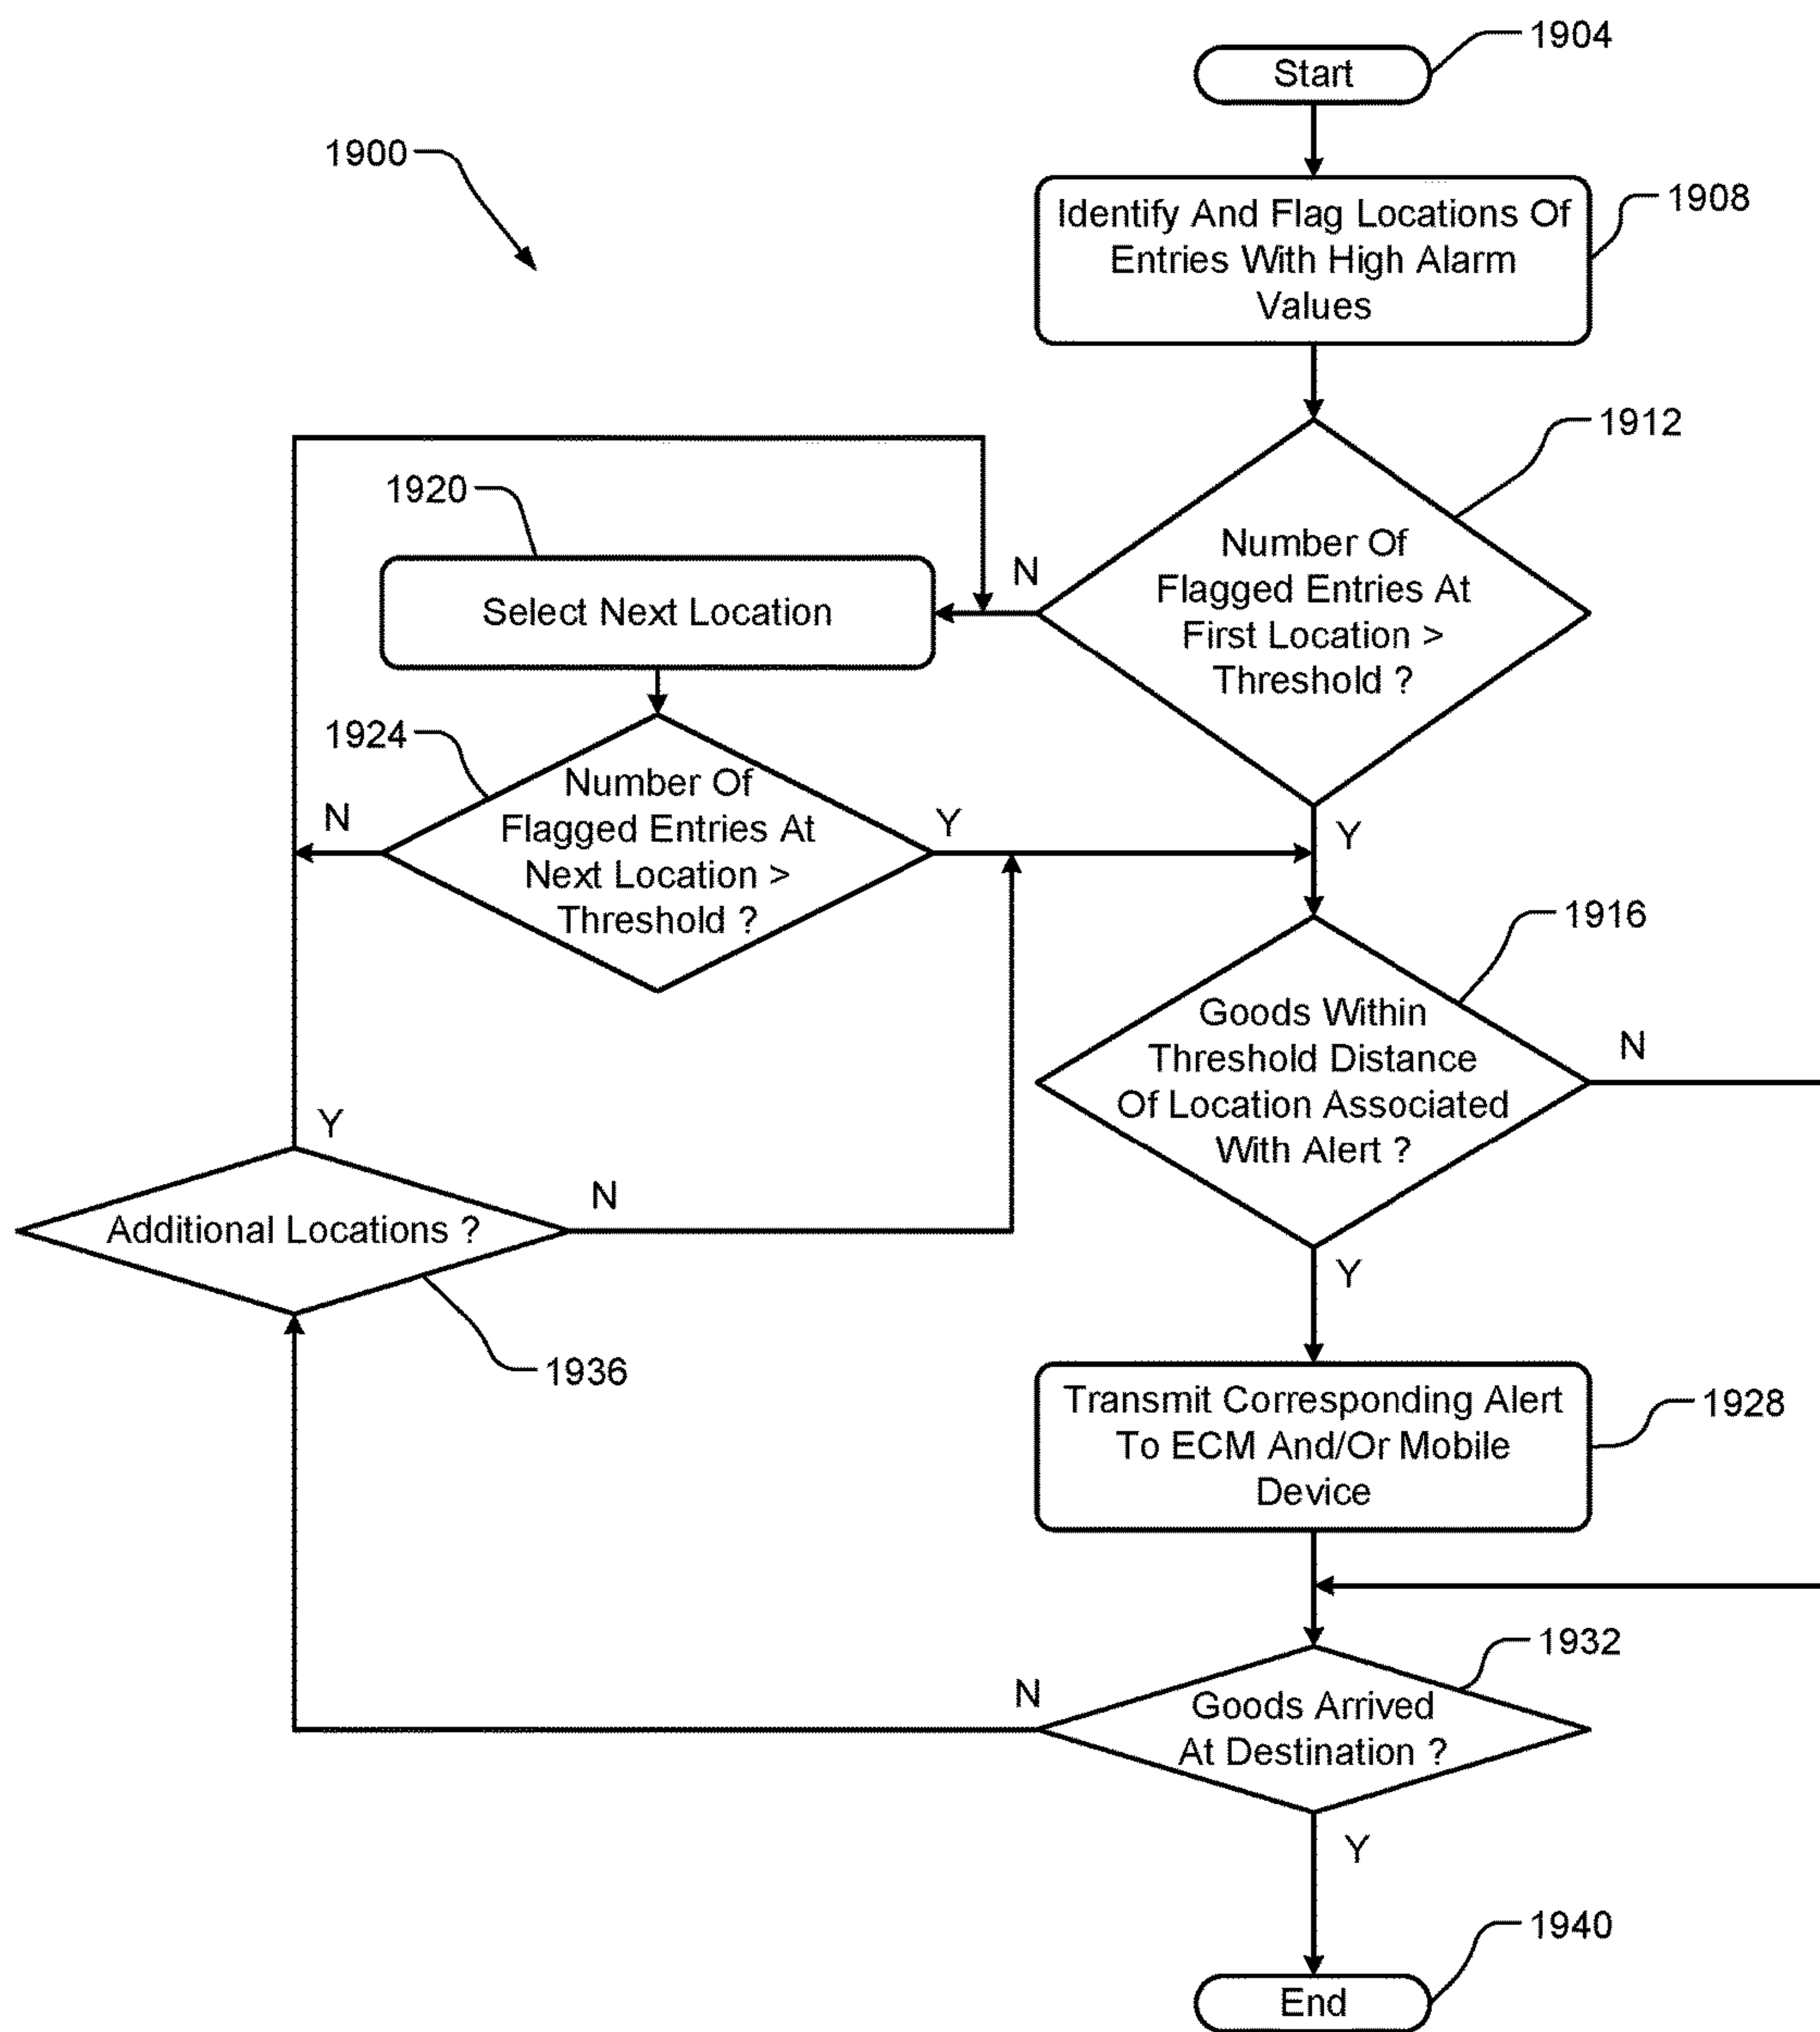 1904
Start
1900
1908
Identify And Flag Locations Of
Entries With High Alarm
Values
1912
1920
N
Number Of
Flagged Entries At
First Location >
Threshold ?
Select Next Location
1924
Number Of
Flagged Entries At
Next Location >
Threshold ?
N
Y
Y
1916
Goods Within
Threshold Distance
Of Location Associated
With Alert ?
N
Y
Additional Locations ?
N
Y
1936
Transmit Corresponding Alert
To ECM And/Or Mobile
Device
1928
1932
N
Goods Arrived
At Destination ?
Y
1940
End